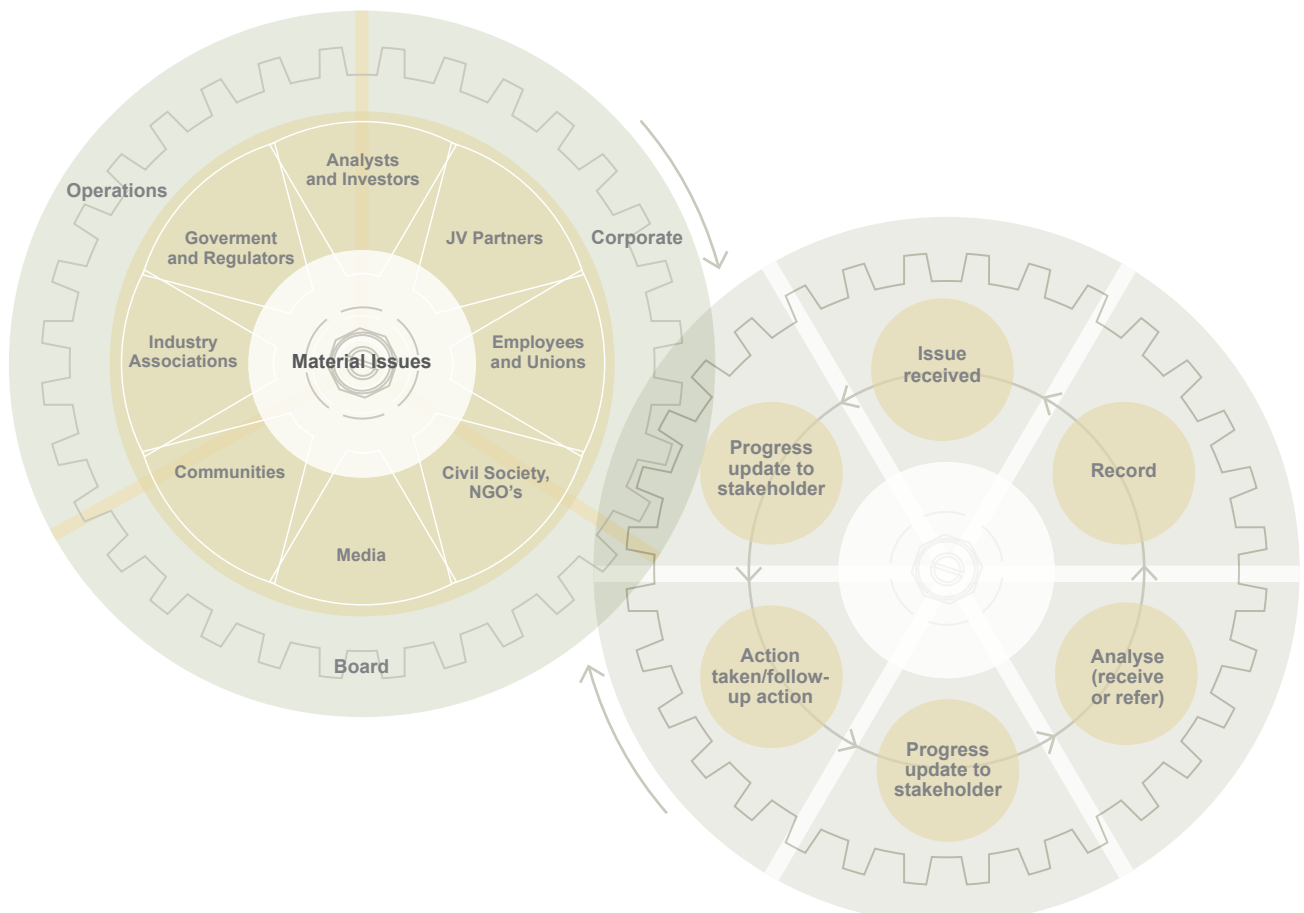 Analysts
and Investors
Operations
Goverment
and Regulators
JV Partners
Corporate
Industry
Associations
Material Issues
Employees
and Unions
Communities
Civil Society,
NGO's
Media
Board
Issue
received
Progress
update to
stakeholder
Record
Action
taken/follow-
up action
Analyse
(receive
or refer)
Progress
update to
stakeholder